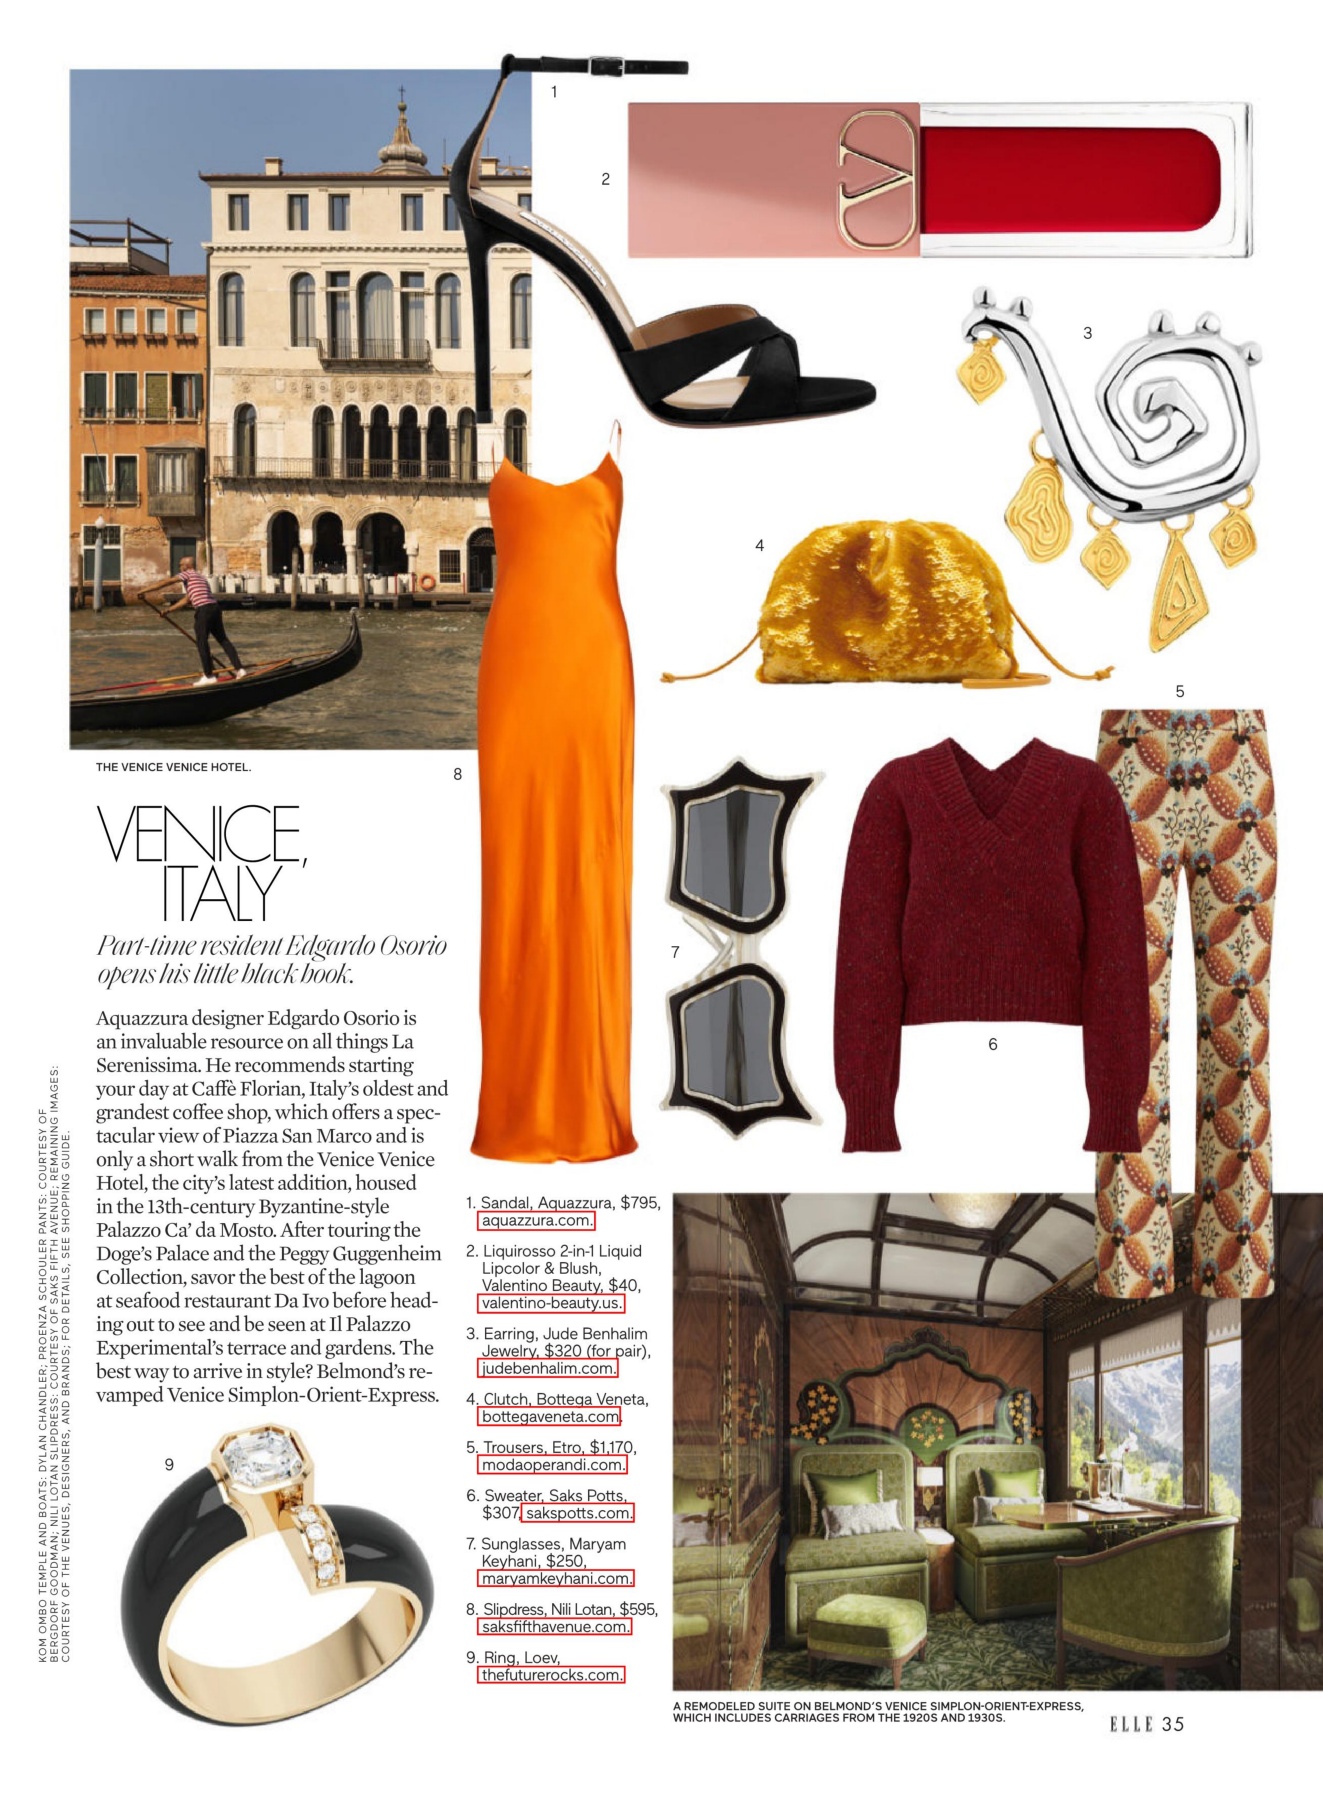 1
2
3
4
5
THE VENICE VENICE HOTEL.
8
VENICE,
ITALY
Part-time resident Edgardo Osorio
opens his little black book.
7
6
Aquazzura designer Edgardo Osorio is
an invaluable resource on all things La
Serenissima. He recommends starting
your day at Caffè Florian, Italy's oldest and
grandest coffee shop, which offers a spec-
tacular view of Piazza San Marco and is
only a short walk from the Venice Venice
Hotel, the city's latest addition, housed
in the 13th-century Byzantine-style
Palazzo Ca' da Mosto. After touring the
Doge's Palace and the Peggy Guggenheim
Collection, savor the best of the lagoon
at seafood restaurant Da Ivo before head-
ing out to see and be seen at Il Palazzo
Experimental's terrace and gardens. The
best way to arrive in style? Belmond's re-
vamped Venice Simplon-Orient-Express.
9
1. Sandal, Aquazzura, $795,
aquazzura.com.
2. Liquirosso 2-in-1 Liquid
Lipcolor & Blush,
Valentino Beauty, $40,
valentino-beauty.us.
3. Earring, Jude Benhalim
Jewelry, $320 (for pair),
judebenhalim.com.
4. Clutch, Bottega Veneta,
bottegaveneta.com.
5. Trousers, Etro, $1,170,
modaoperandi.com.
6. Sweater, Saks Potts,
$307, sakspotts.com.
7. Sunglasses, Maryam
Keyhani, $250,
maryamkeyhani.com.
8. Slipdress, Nili Lotan, $595,
saksfifthavenue.com.
9. Ring, Loev,
thefuturerocks.com.
A REMODELED SUITE ON BELMOND'S VENICE SIMPLON-ORIENT-EXPRESS,
WHICH INCLUDES CARRIAGES FROM THE 1920S AND 1930S.
ELLE 35
KOM OMBO TEMPLE AND BOATS: DYLAN CHANDLER; PROENZA SCHOULER PANTS: COURTESY OF
BERGDORF GOODMAN; NILI LOTAN SLIPDRESS: COURTESY OF SAKS FIFTH AVENUE; REMAINING IMAGES:
COURTESY OF THE VENUES, DESIGNERS, AND BRANDS; FOR DETAILS, SEE SHOPPING GUIDE.